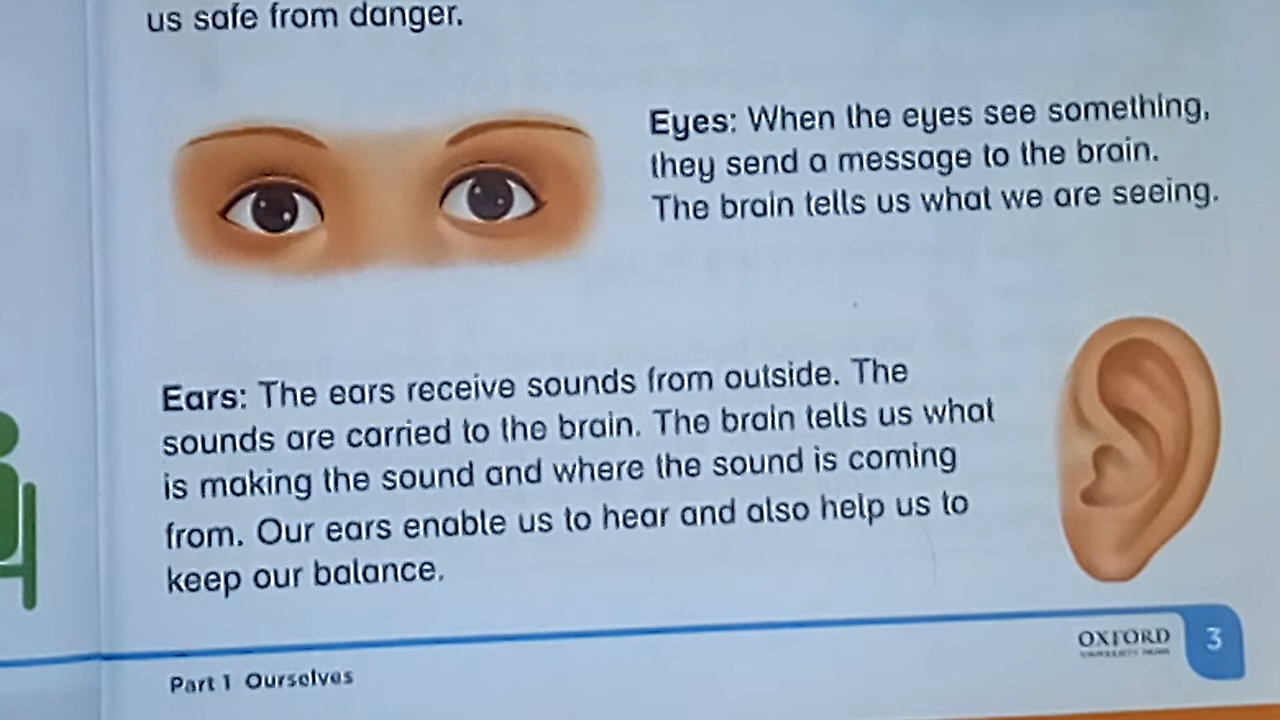 us safe from danger.
Eyes: When the eyes see something,
they send a message to the brain.
The brain tells us what we are seeing.
Ears: The ears receive sounds from outside. The
sounds are carried to the brain. The brain tells us what
is making the sound and where the sound is coming
from. Our ears enable us to hear and also help us to
keep our balance.
Part 1 Ourselves
OXFORD
UNIVERSITY PRESS
3